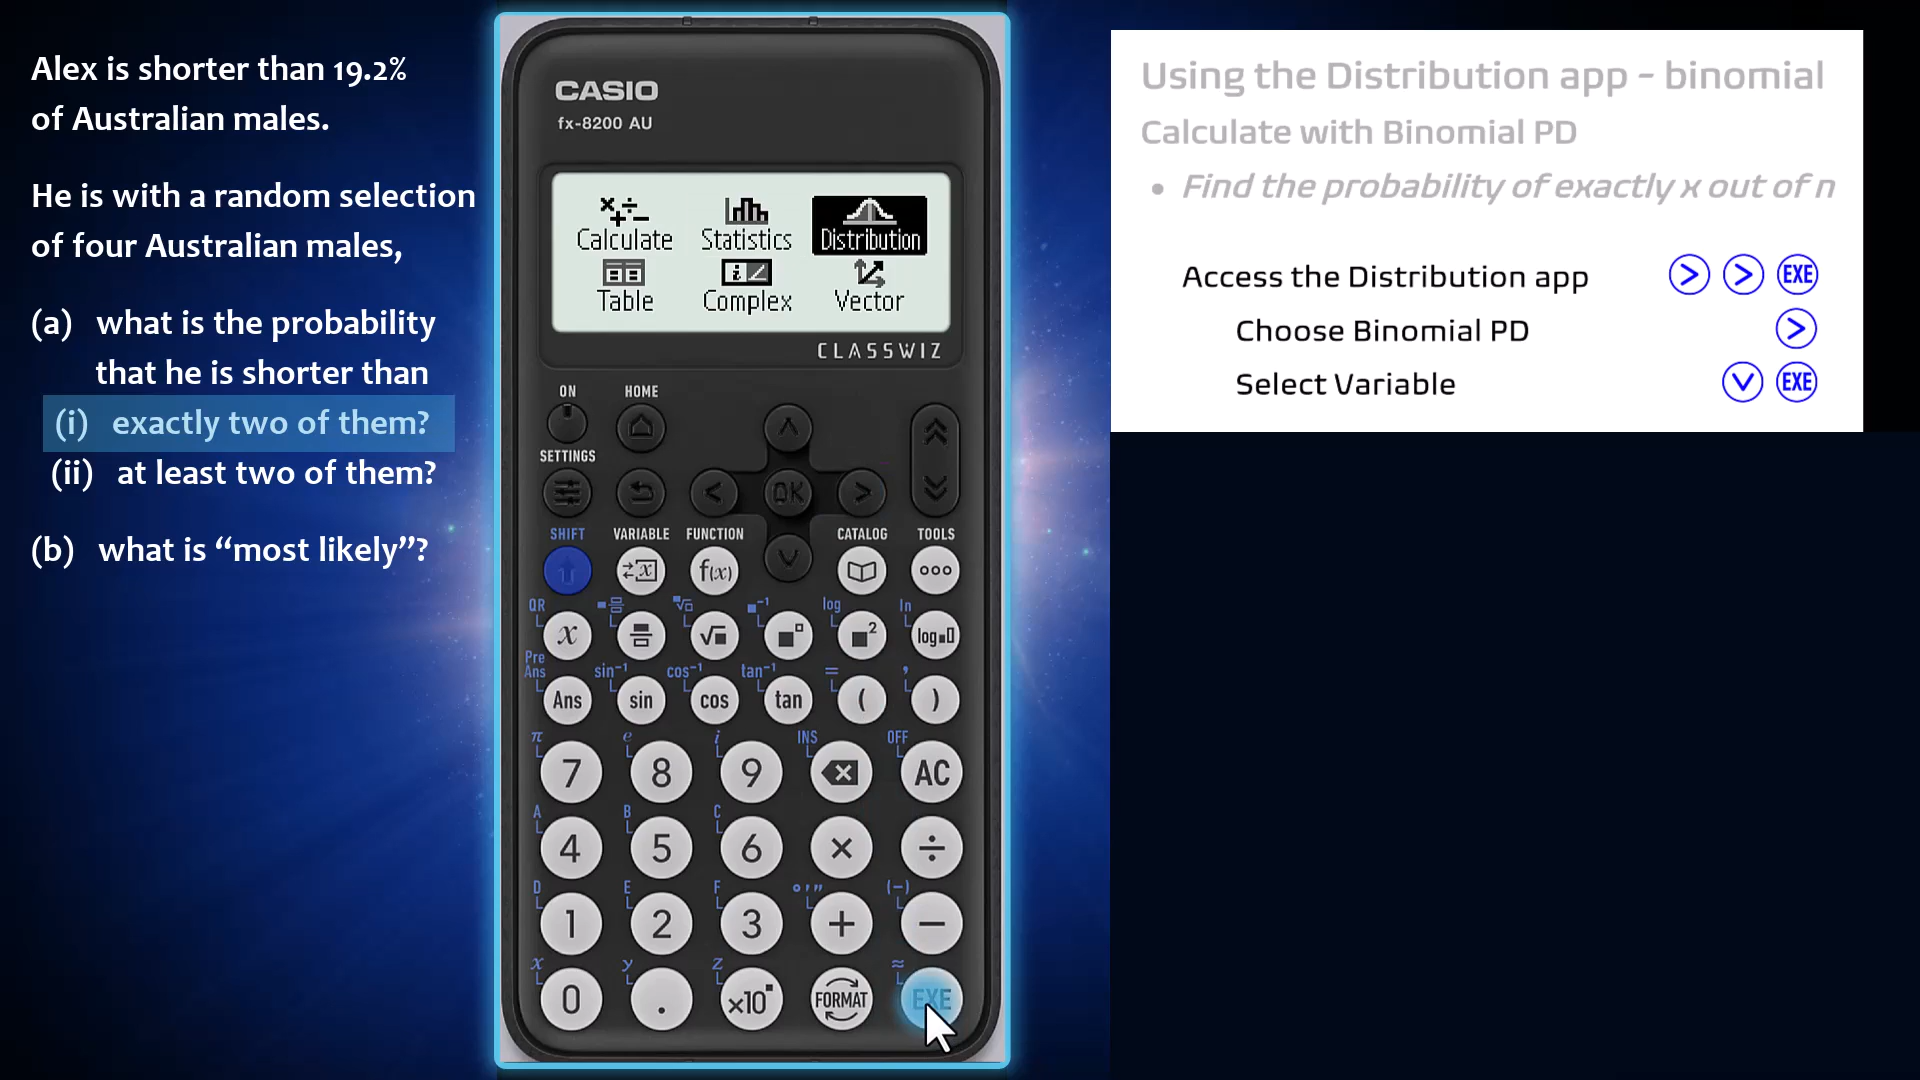 Alex is shorter than 19.2%
of Australian males.
He is with a random selection
of four Australian males,
(a) what is the probability
that he is shorter than
(i) exactly two of them?
(ii) at least two of them?
(b) what is “most likely”?
CASIO
fx-8200 AU
Calculate Statistics Distribution
Table Complex Vector
CLASSWIZ
ON HOME
SETTINGS
OK
SHIFT VARIABLE FUNCTION CATALOG TOOLS
x f(x)
QR ■√□ ■⁻¹ log ln
x √■ ■□ ■² log■□
Pre
Ans sin⁻¹ cos⁻¹ tan⁻¹ = ,
Ans sin cos tan ( )
π e i INS OFF
7 8 9 AC
A B C
4 5 6 × ÷
D E F ° ′ ″ (−)
1 2 3 + −
x y z ≈
0 . ×10■ FORMAT EXE
Using the Distribution app - binomial
Calculate with Binomial PD
• Find the probability of exactly x out of n
Access the Distribution app > > EXE
Choose Binomial PD >
Select Variable ∨ EXE